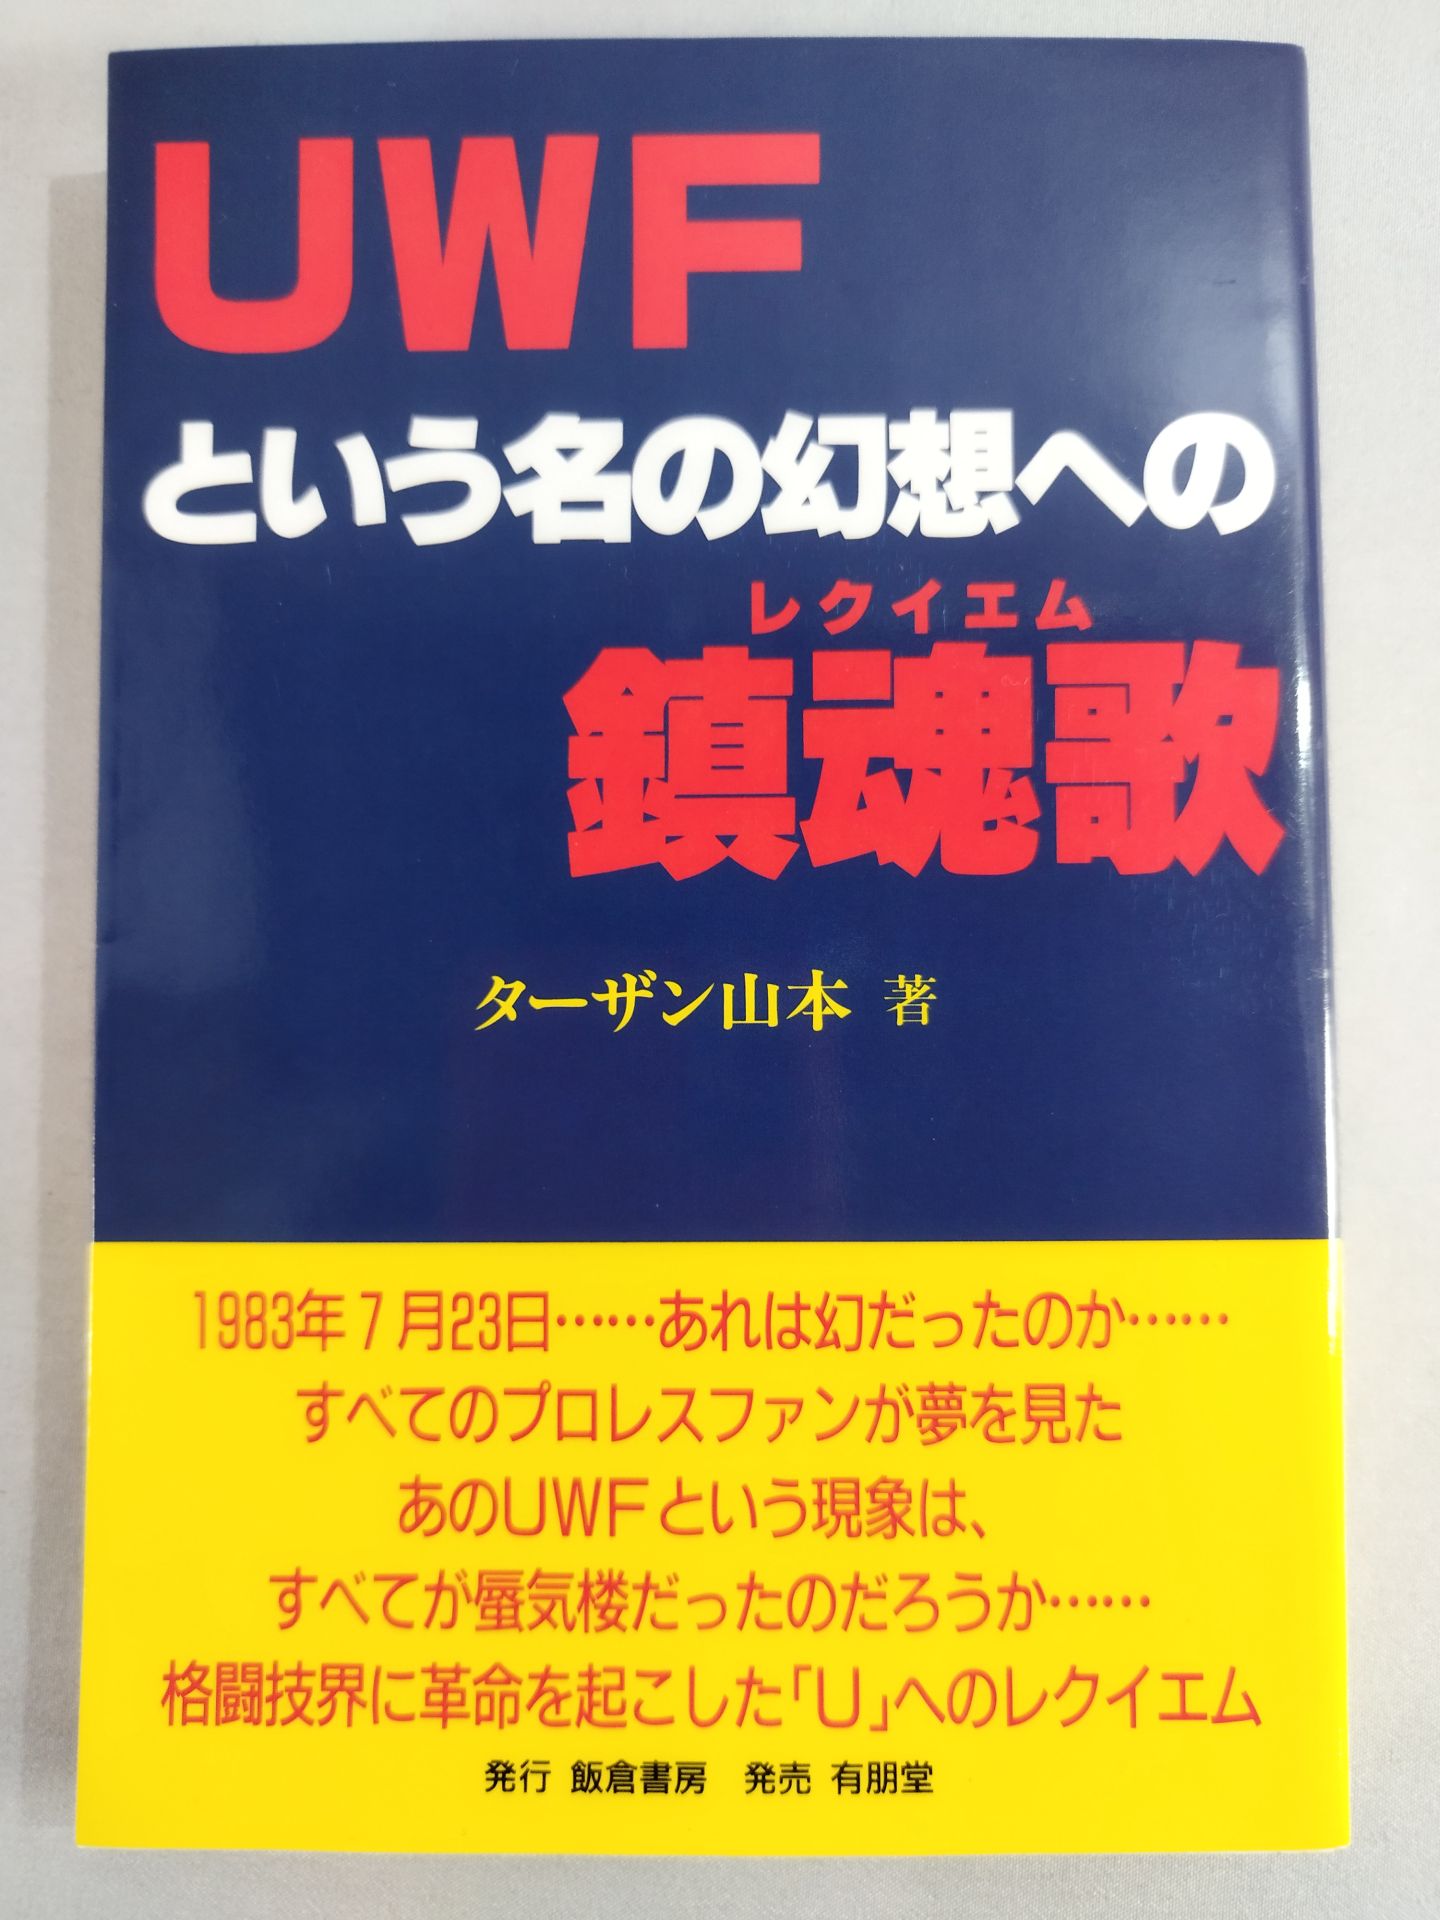 UWF
という名の幻想への
レクイエム
鎮魂歌
ターザン山本 著
1983年7月23日……あれは幻だったのか……
すべてのプロレスファンが夢を見た
あのUWFという現象は、
すべてが蜃気楼だったのだろうか……
格闘技界に革命を起こした「U」へのレクイエム
発行 飯倉書房 発売 有朋堂